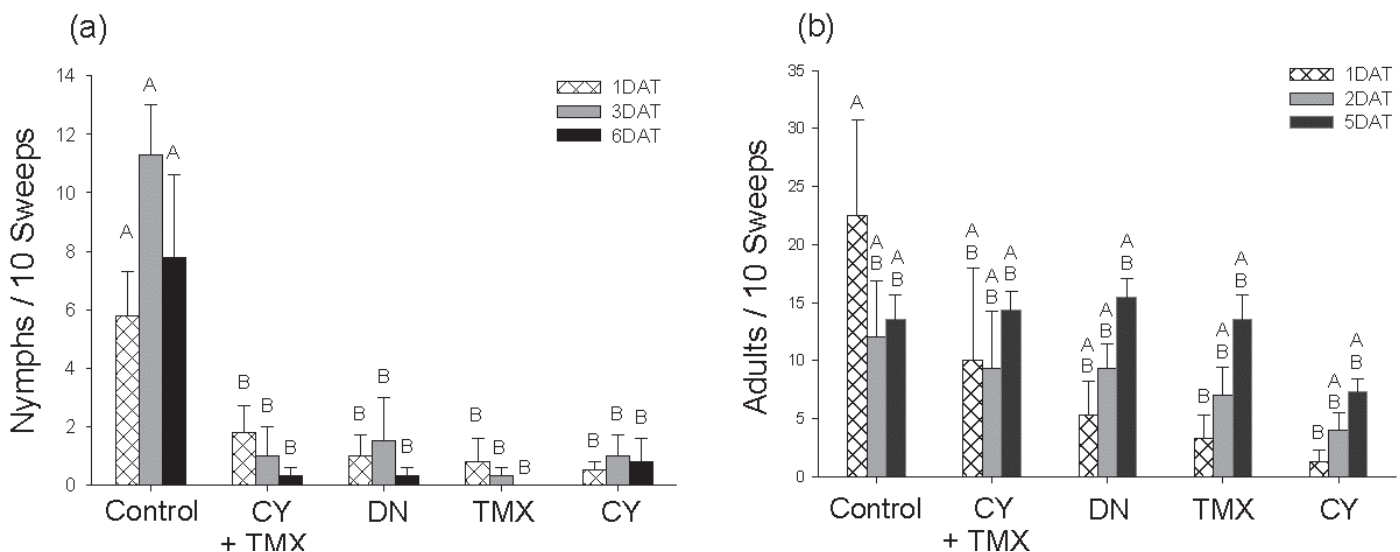 (a)
14
12
10
8
6
4
2
0
Nymphs / 10 Sweeps
1DAT
3DAT
6DAT
A
A
A
B
B
B
B
B
B
B
B
B
B
B
B
Control
CY
+ TMX
DN
TMX
CY
(b)
35
30
25
20
15
10
5
0
Adults / 10 Sweeps
1DAT
2DAT
5DAT
A
A
B
A
B
A
B
A
B
A
B
A
B
A
B
A
B
B
A
B
A
B
B
A
B
A
B
Control
CY
+ TMX
DN
TMX
CY